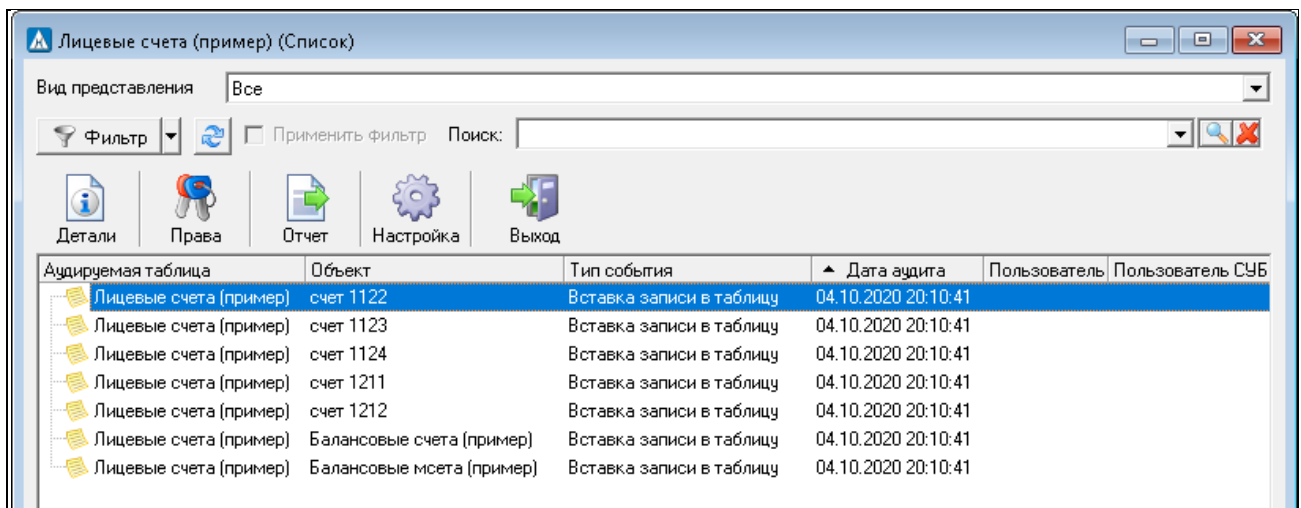 Лицевые счета (пример) (Список)
Вид представления Все
Фильтр Применить фильтр Поиск:
Детали Права Отчет Настройка Выход
Аудируемая таблица Объект Тип события Дата аудита Пользователь Пользователь СУБ
Лицевые счета (пример) счет 1122 Вставка записи в таблицу 04.10.2020 20:10:41
Лицевые счета (пример) счет 1123 Вставка записи в таблицу 04.10.2020 20:10:41
Лицевые счета (пример) счет 1124 Вставка записи в таблицу 04.10.2020 20:10:41
Лицевые счета (пример) счет 1211 Вставка записи в таблицу 04.10.2020 20:10:41
Лицевые счета (пример) счет 1212 Вставка записи в таблицу 04.10.2020 20:10:41
Лицевые счета (пример) Балансовые счета (пример) Вставка записи в таблицу 04.10.2020 20:10:41
Лицевые счета (пример) Балансовые мсета (пример) Вставка записи в таблицу 04.10.2020 20:10:41